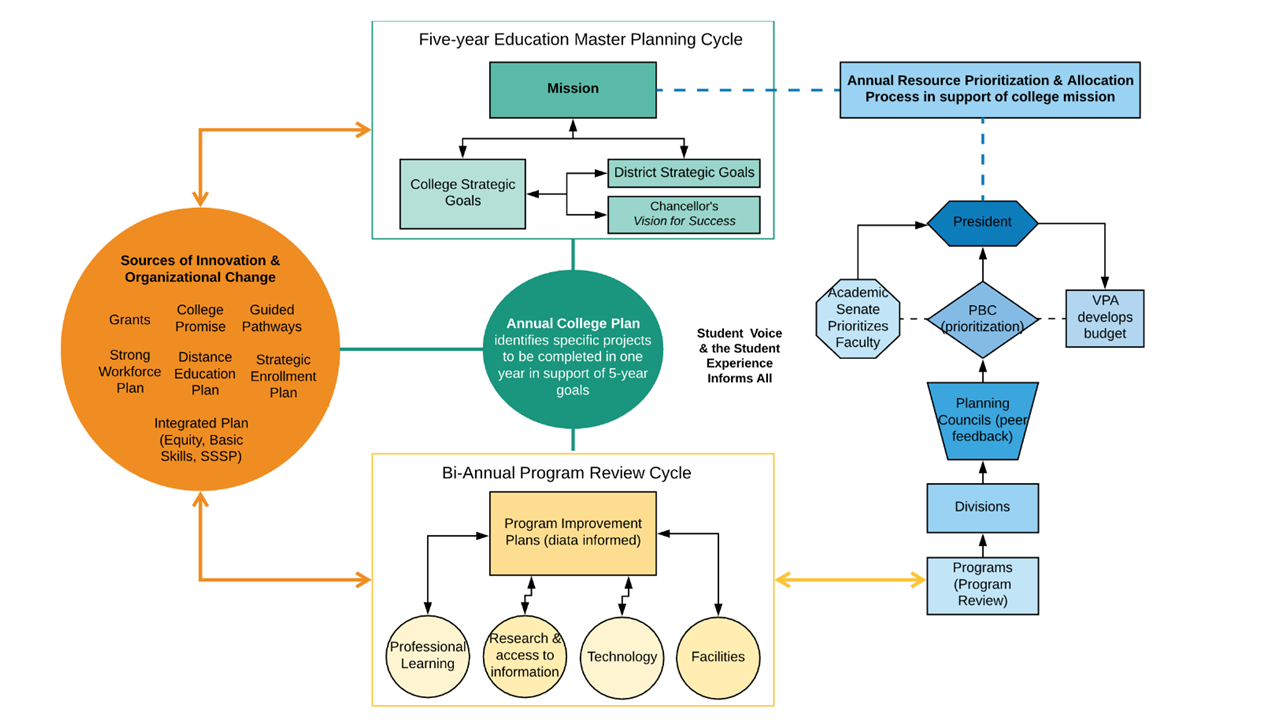 Five-year Education Master Planning Cycle
Mission
College Strategic
Goals
District Strategic Goals
Chancellor's
Vision for Success
Annual Resource Prioritization & Allocation
Process in support of college mission
Sources of Innovation &
Organizational Change
Grants
College
Promise
Guided
Pathways
Strong
Workforce
Plan
Distance
Education
Plan
Strategic
Enrollment
Plan
Integrated Plan
(Equity, Basic
Skills, SSSP)
Annual College Plan
identifies specific projects
to be completed in one
year in support of 5-year
goals
Student Voice
& the Student
Experience
Informs All
President
Academic
Senate
Prioritizes
Faculty
PBC
(prioritization)
VPA
develops
budget
Planning
Councils (peer
feedback)
Divisions
Programs
(Program
Review)
Bi-Annual Program Review Cycle
Program Improvement
Plans (diata informed)
Professional
Learning
Research &
access to
information
Technology
Facilities